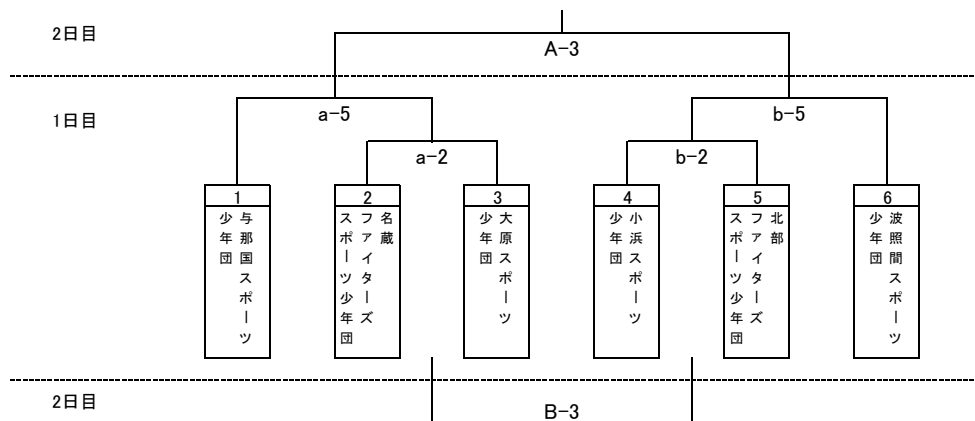 2日目
A-3
1日目
a-5
b-5
a-2
b-2
1
与那国スポーツ
少年団
2
名蔵
ファイターズ
スポーツ少年団
3
大原スポーツ
少年団
4
小浜スポーツ
少年団
5
北部
ファイターズ
スポーツ少年団
6
波照間スポーツ
少年団
2日目
B-3